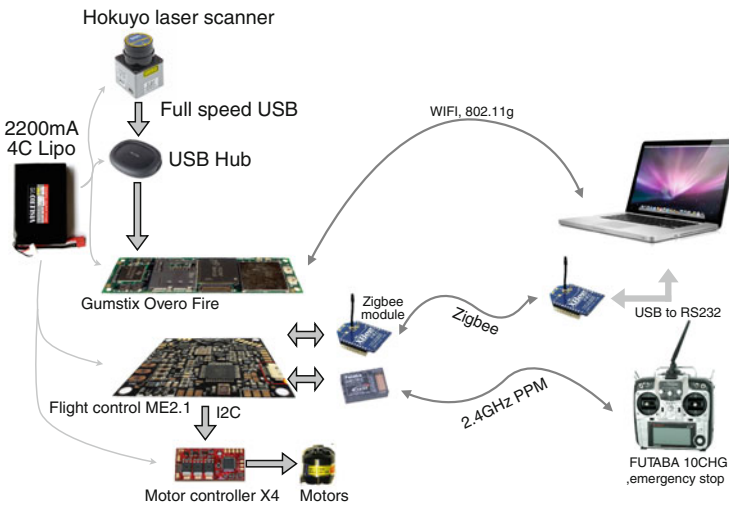 Hokuyo laser scanner
Full speed USB
2200mA
4C Lipo
USB Hub
WIFI, 802.11g
Gumstix Overo Fire
Zigbee
module
Zigbee
USB to RS232
Flight control ME2.1
I2C
2.4GHz PPM
Motor controller X4
Motors
FUTABA 10CHG
,emergency stop